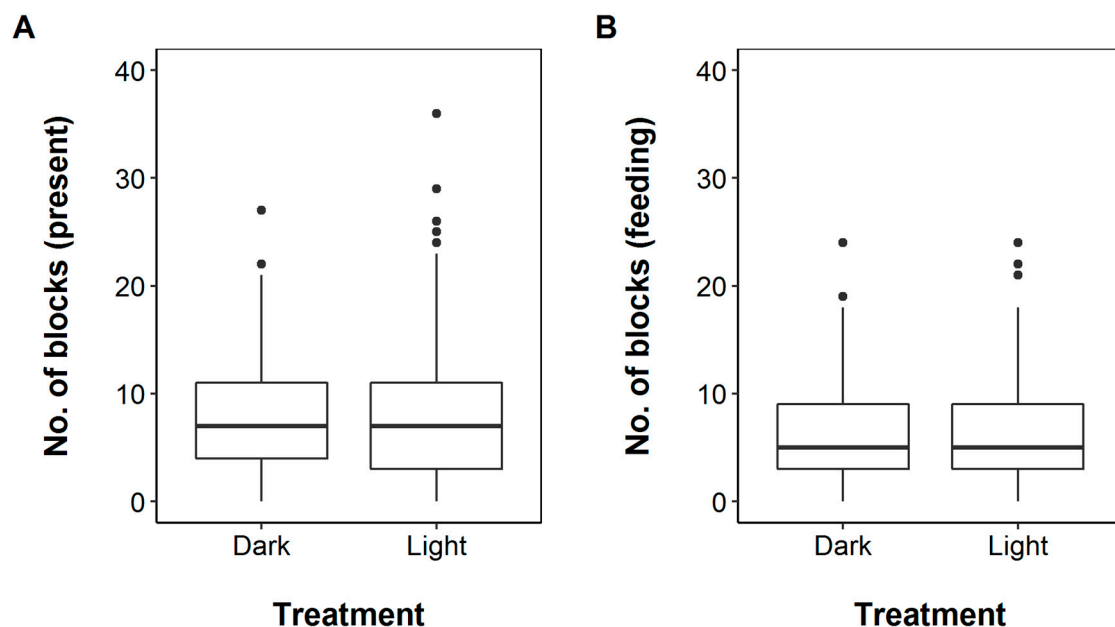 A
No. of blocks (present)
40
30
20
10
0
Dark Light
Treatment
B
No. of blocks (feeding)
40
30
20
10
0
Dark Light
Treatment